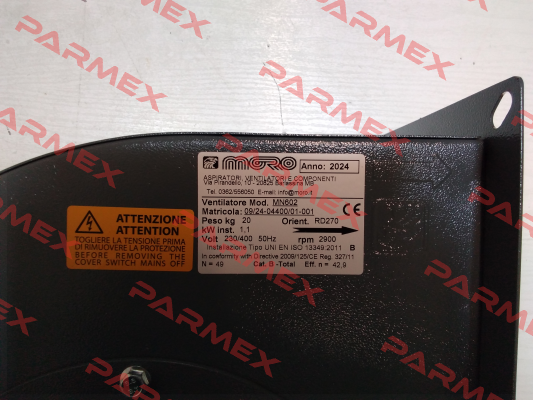 PARMEX
PARMEX
PARMEX
MORO
Anno: 2024
ASPIRATORI, VENTILATORI E COMPONENTI
Via Pirandello, 10 - 20825 Barlassina MB
Tel. 0362/556050 E-mail: info@moro.it
Ventilatore Mod. MN602
Matricola: 09/24-04400/01-001
Peso kg 20 Orient. RD270
kW inst. 1,1
Volt 230/400 50Hz rpm 2900
Installazione Tipo UNI EN ISO 13349:2011 B
In conformity with Directive 2009/125/CE Reg. 327/11
N = 49 Cat. B -Total Eff. n = 42,9
CE
ATTENZIONE
ATTENTION
TOGLIERE LA TENSIONE PRIMA
DI RIMUOVERE LA PROTEZIONE
BEFORE REMOVING THE
COVER SWITCH MAINS OFF
PARMEX
PARMEX